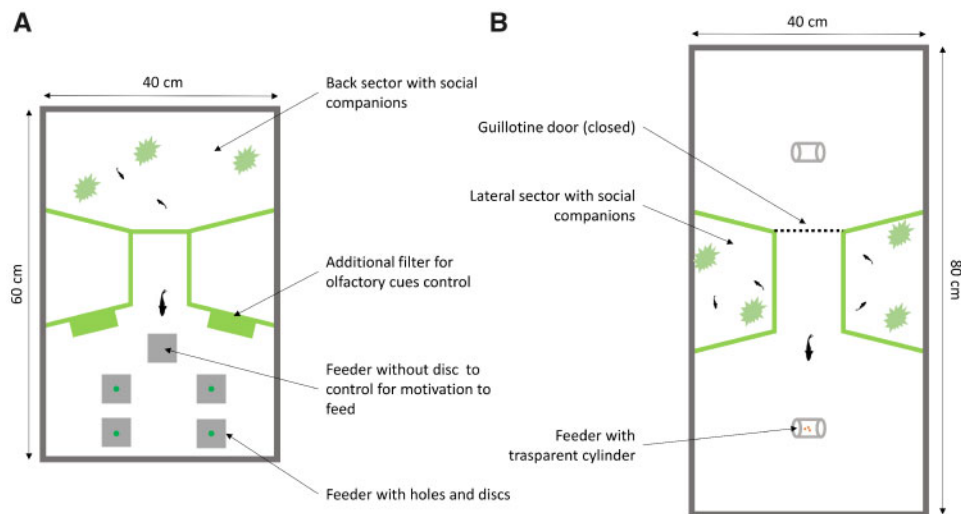 A
40 cm
60 cm
Back sector with social
companions
Additional filter for
olfactory cues control
Feeder without disc to
control for motivation to
feed
Feeder with holes and discs
B
40 cm
80 cm
Guillotine door (closed)
Lateral sector with social
companions
Feeder with
trasparent cylinder